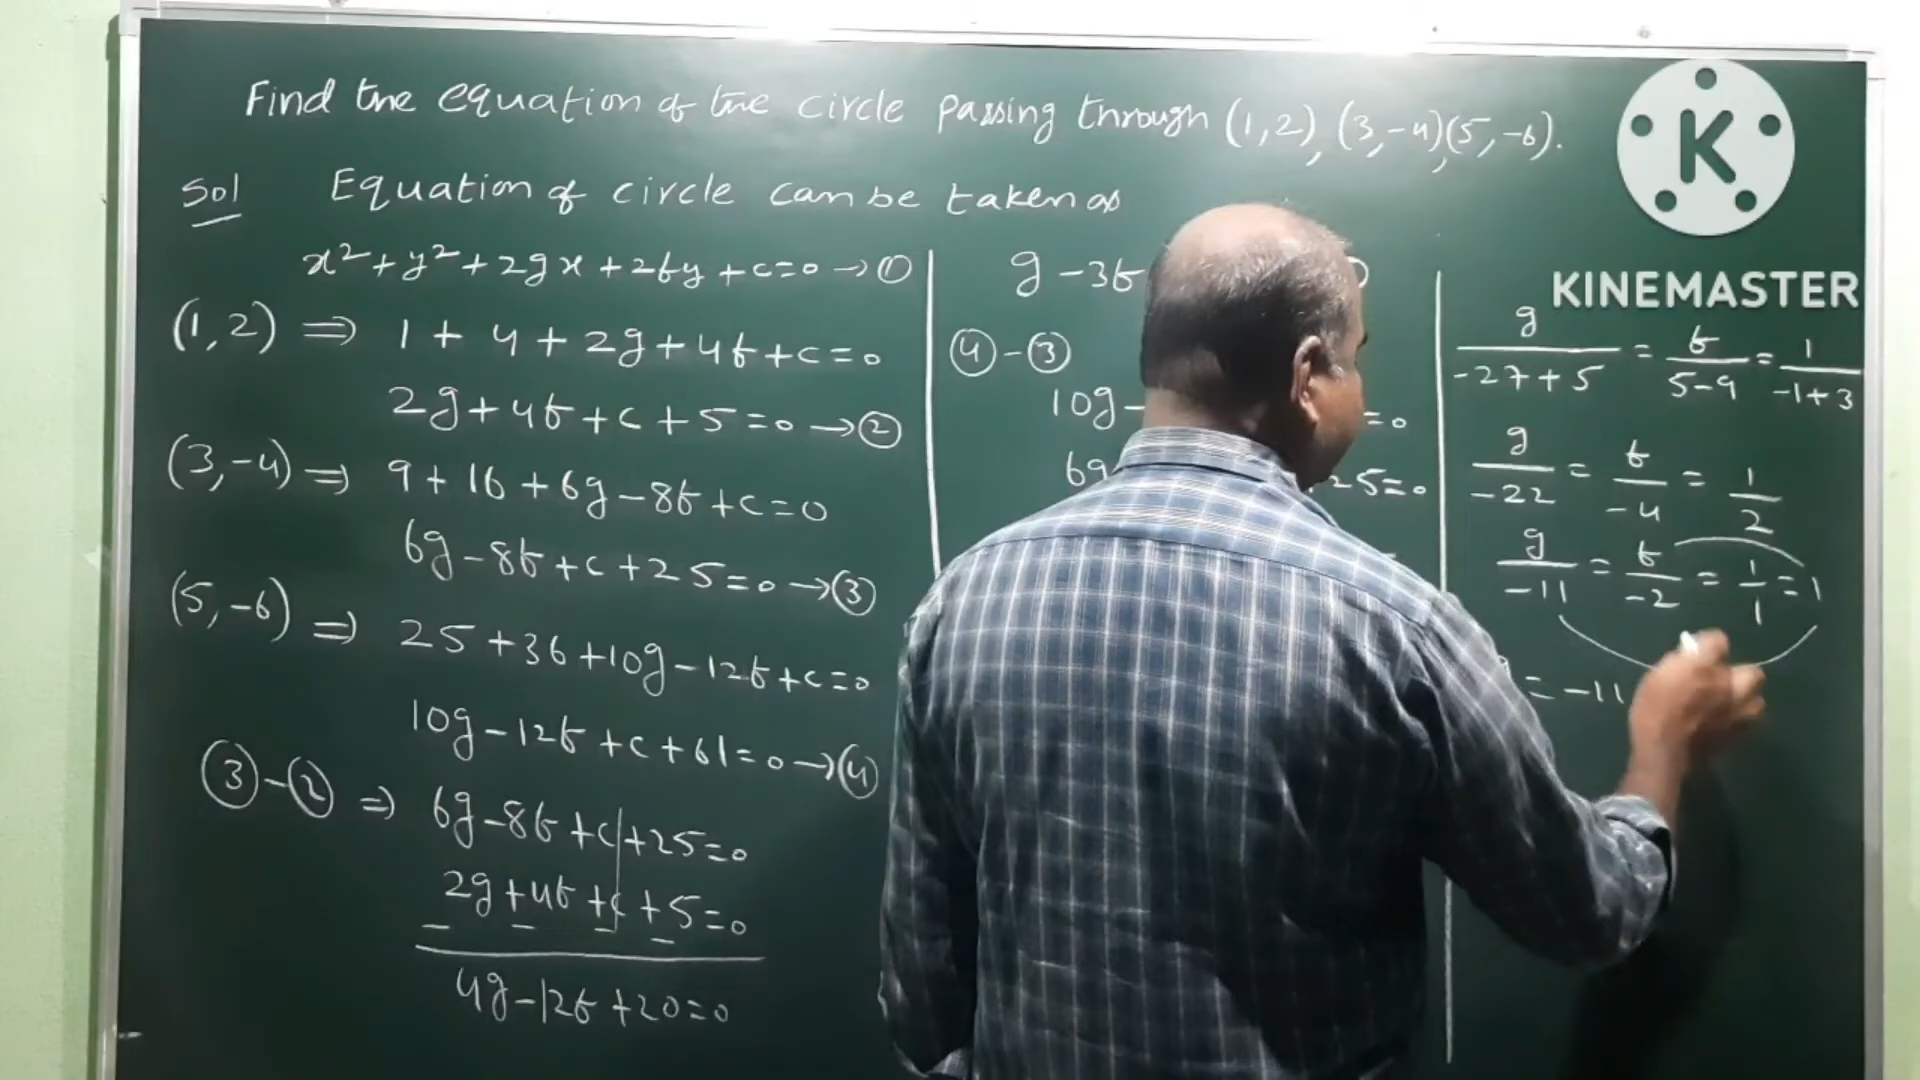 Find the equation of the circle passing through (1,2), (3,-4), (5,-6).
Sol Equation of circle can be taken as
x²+y²+2gx+2fy+c=0→①
(1,2) ⇒ 1+4+2g+4f+c=0
2g+4f+c+5=0→②
(3,-4) ⇒ 9+16+6g-8f+c=0
6g-8f+c+25=0→③
(5,-6) ⇒ 25+36+10g-12f+c=0
10g-12f+c+61=0→④
③-② ⇒ 6g-8f+c+25=0
2g+4f+c+5=0
- - - -
4g-12f+20=0
g-3f
④-③
10g- =0
6g 25=0
K
KINEMASTER
g/-27+5 = f/5-9 = 1/-1+3
g/-22 = f/-4 = 1/2
g/-11 = f/-2 = 1/1 = 1
= -11